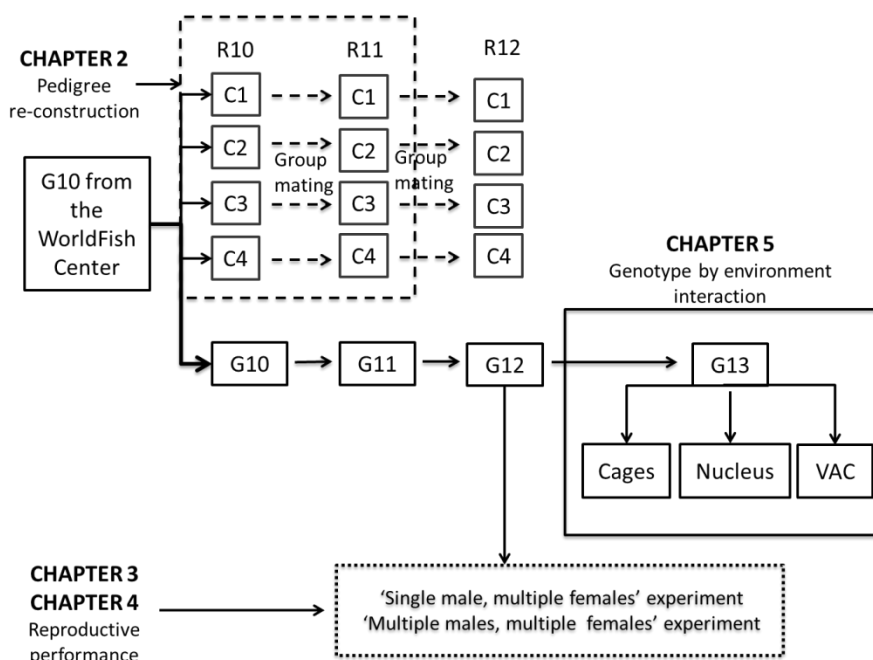 CHAPTER 2
Pedigree
re-construction
R10
R11
R12
C1
C1
C1
C2
C2
C2
Group
mating
Group
mating
C3
C3
C3
C4
C4
C4
G10 from
the
WorldFish
Center
G10
G11
G12
CHAPTER 5
Genotype by environment
interaction
G13
Cages
Nucleus
VAC
CHAPTER 3
CHAPTER 4
Reproductive
performance
‘Single male, multiple females’ experiment
‘Multiple males, multiple females’ experiment